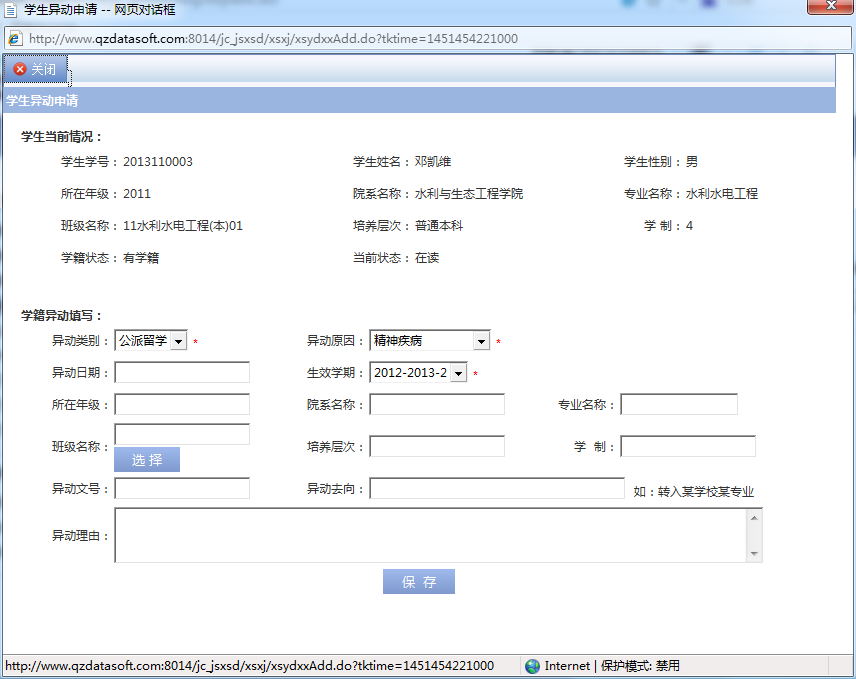 学生异动申请 -- 网页对话框
http://www.qzdatasoft.com:8014/jc_jsxsd/xsxj/xsydxxAdd.do?tktime=1451454221000
关闭
学生异动申请
学生当前情况：
学生学号：2013110003 学生姓名：邓凯维 学生性别：男
所在年级：2011 院系名称：水利与生态工程学院 专业名称：水利水电工程
班级名称：11水利水电工程(本)01 培养层次：普通本科 学 制：4
学籍状态：有学籍 当前状态：在读
学籍异动填写：
异动类别：公派留学 * 异动原因：精神疾病 *
异动日期： 生效学期：2012-2013-2 *
所在年级： 院系名称： 专业名称：
班级名称： 选 择 培养层次： 学 制：
异动文号： 异动去向： 如：转入某学校某专业
异动理由：
保 存
http://www.qzdatasoft.com:8014/jc_jsxsd/xsxj/xsydxxAdd.do?tktime=1451454221000 Internet | 保护模式: 禁用